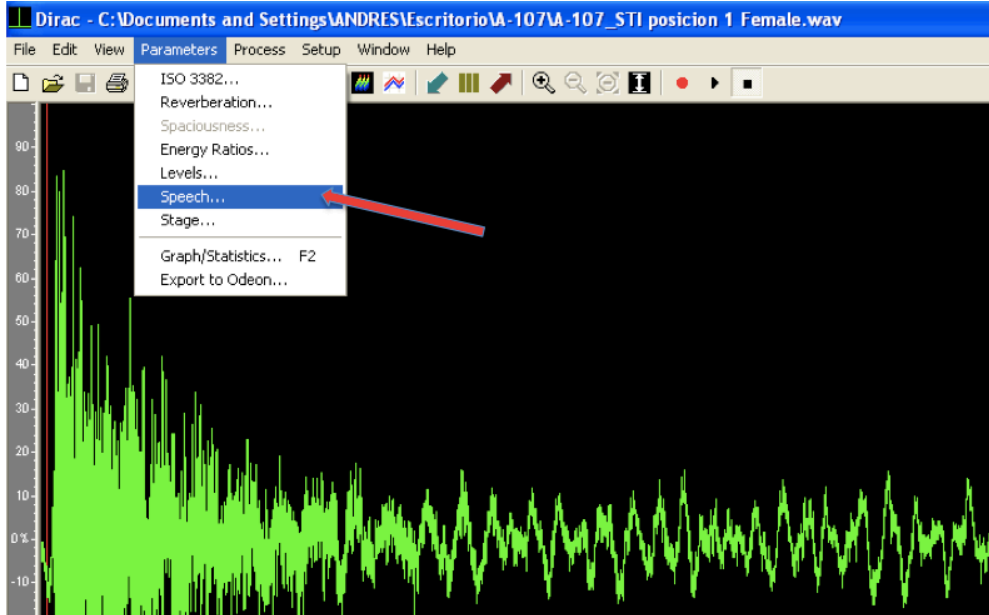 Dirac - C:\Documents and Settings\ANDRES\Escritorio\A-107\A-107_STI posicion 1 Female.wav
File Edit View Parameters Process Setup Window Help
ISO 3382...
Reverberation...
Spaciousness...
Energy Ratios...
Levels...
Speech...
Stage...
Graph/Statistics... F2
Export to Odeon...
90
80
70
60
50
40
30
20
10
0%
-10